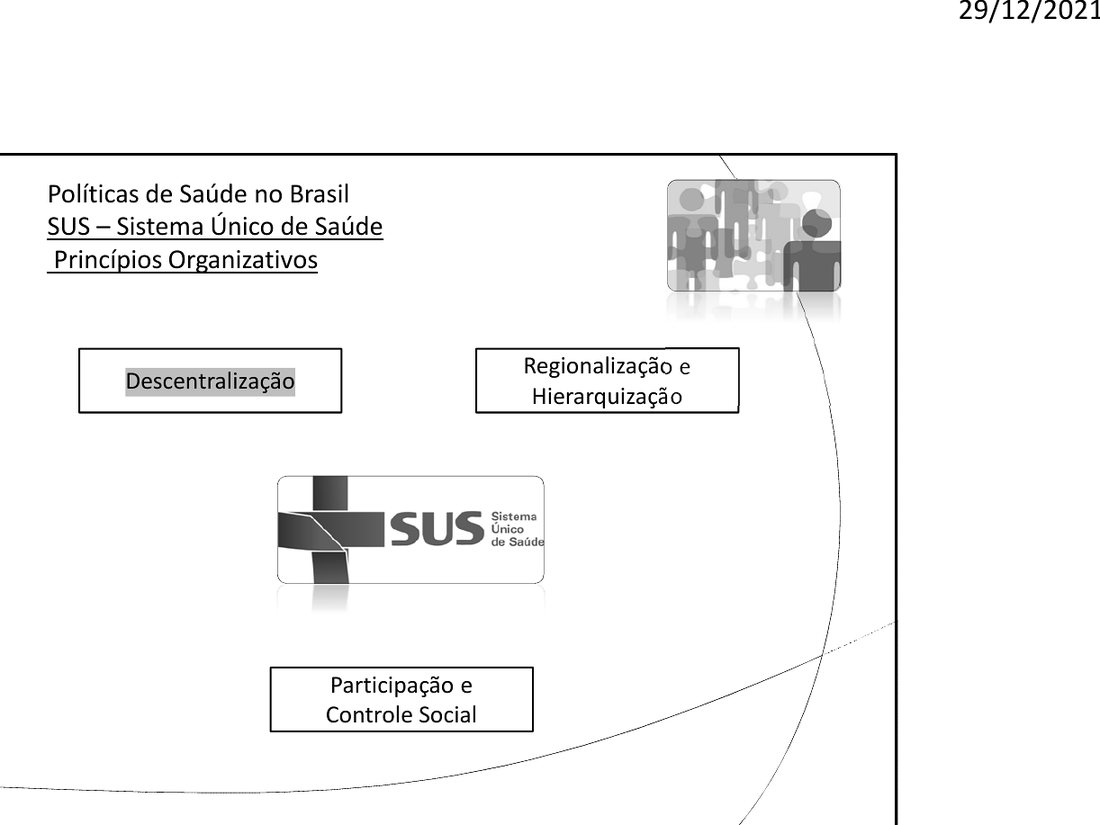 29/12/2021
Políticas de Saúde no Brasil
SUS – Sistema Único de Saúde
Princípios Organizativos
Descentralização
Regionalização e
Hierarquização
SUS
Sistema
Único
de Saúde
Participação e
Controle Social